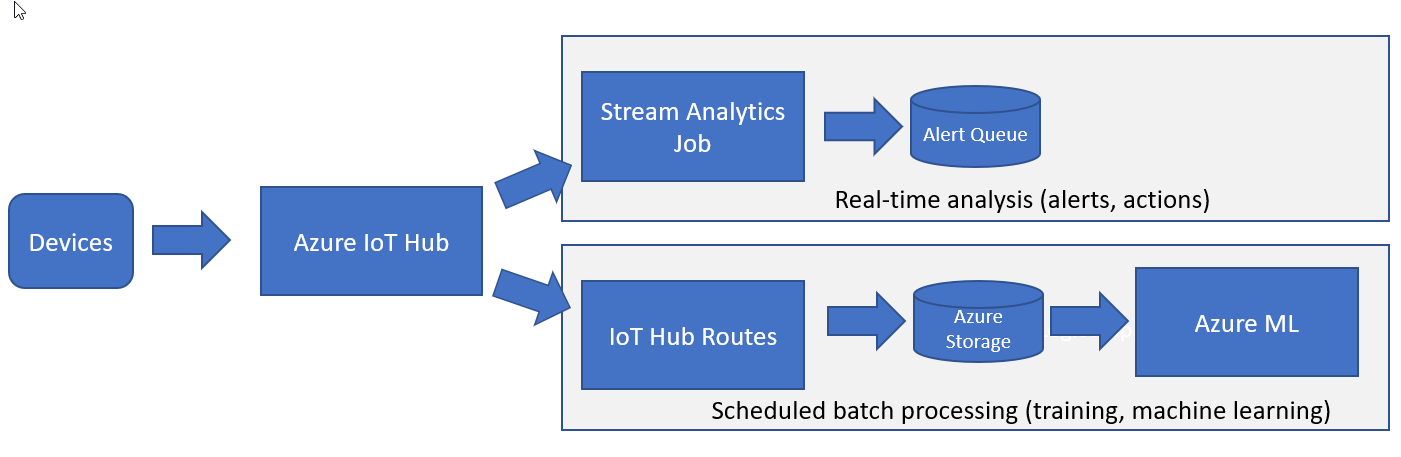 Devices
Azure IoT Hub
Stream Analytics
Job
Alert Queue
Real-time analysis (alerts, actions)
IoT Hub Routes
Azure
Storage
Azure ML
Scheduled batch processing (training, machine learning)